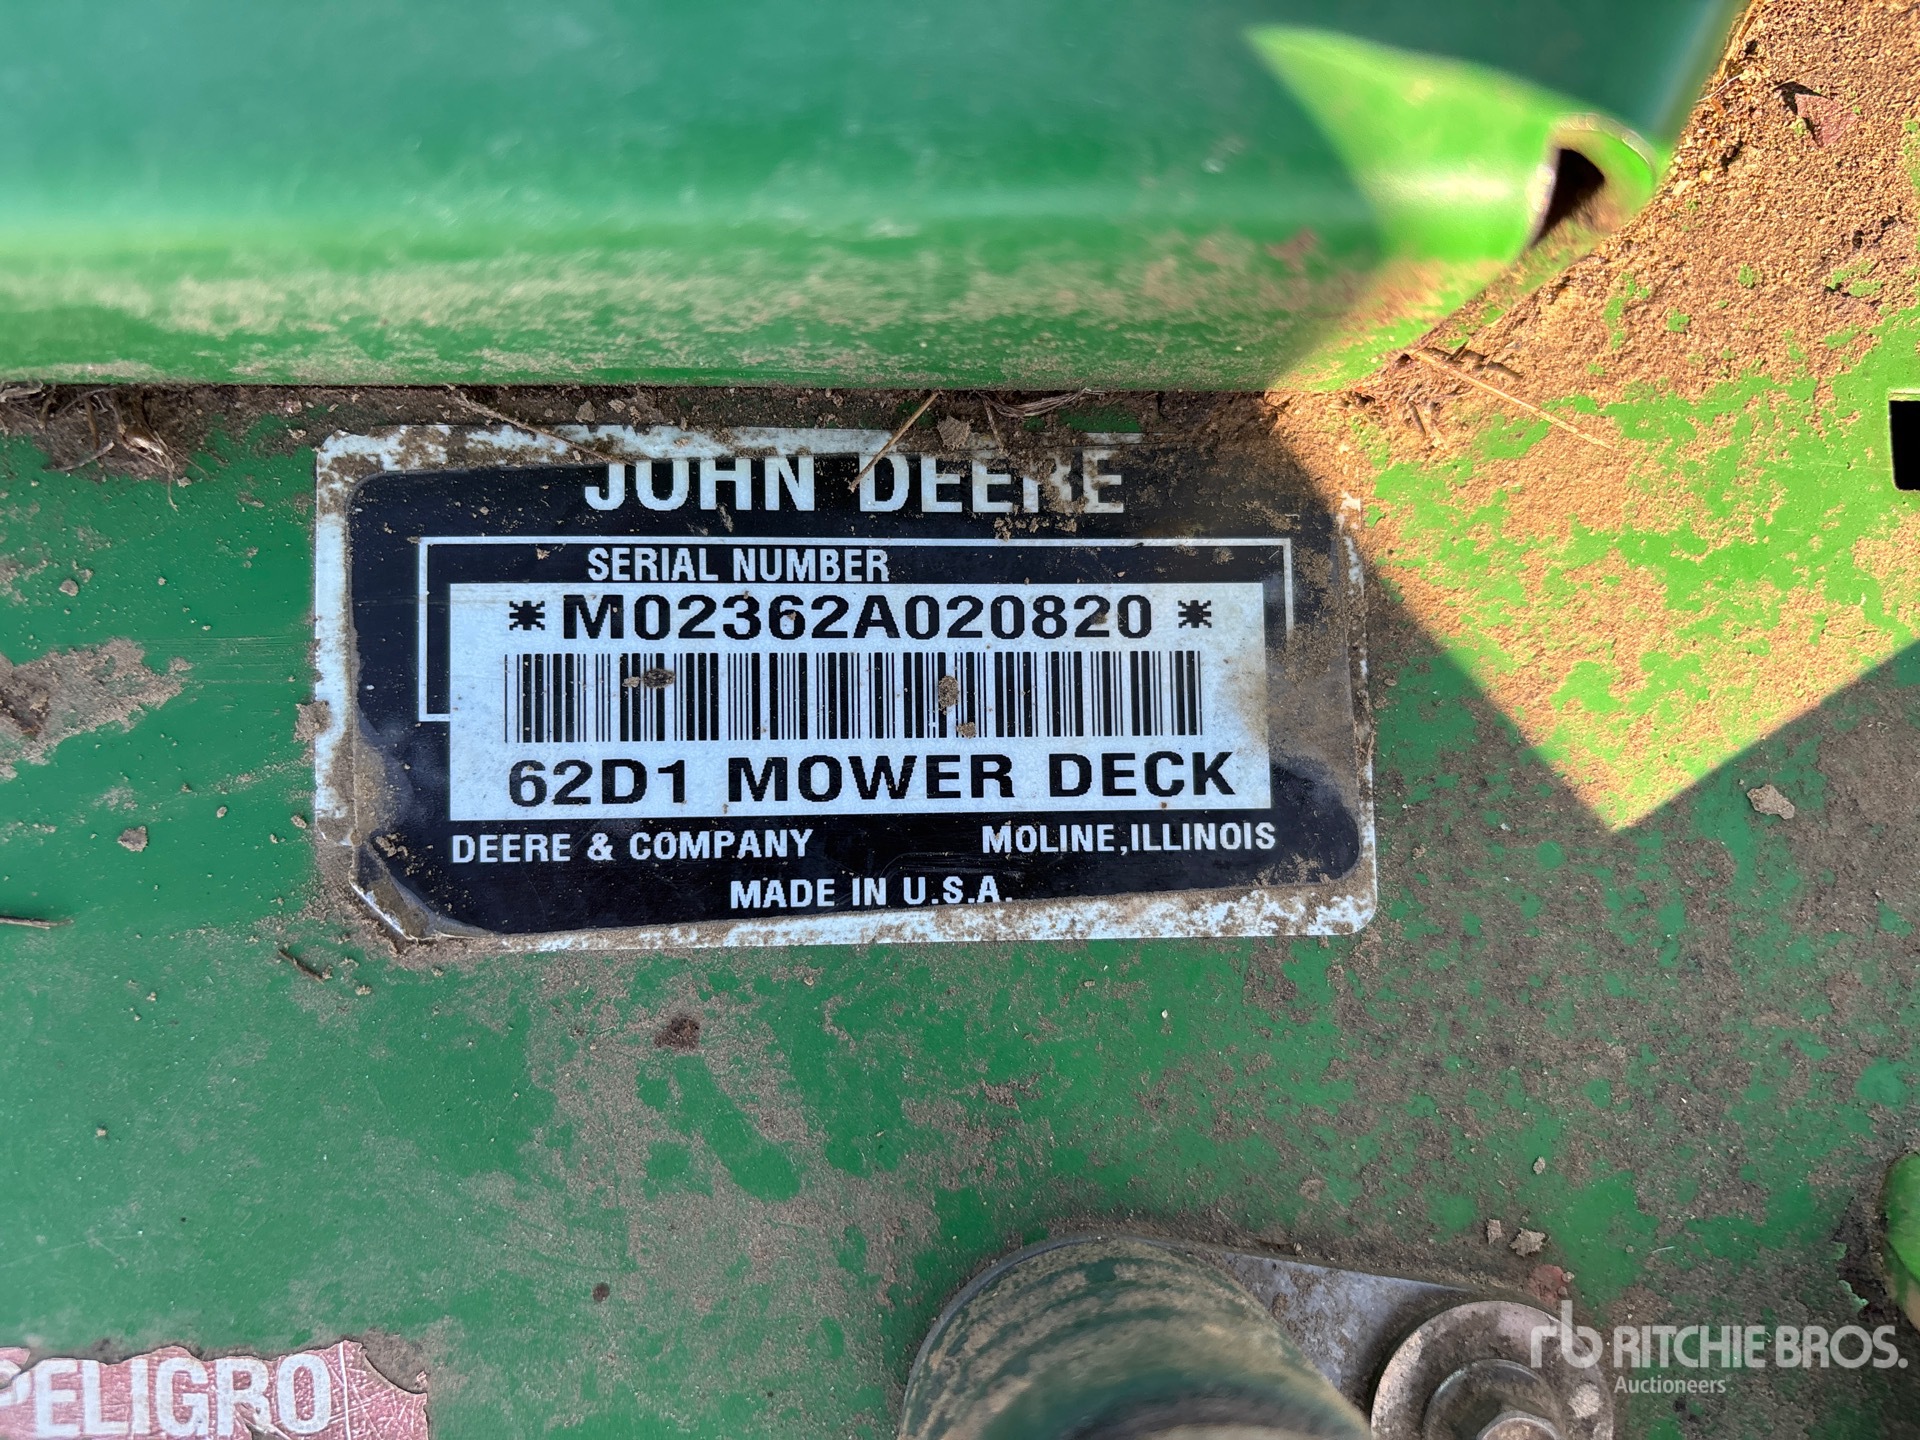 JOHN DEERE
SERIAL NUMBER
*M02362A020820*
62D1 MOWER DECK
DEERE & COMPANY MOLINE, ILLINOIS
MADE IN U.S.A.
PELIGRO
rb RITCHIE BROS.
Auctioneers